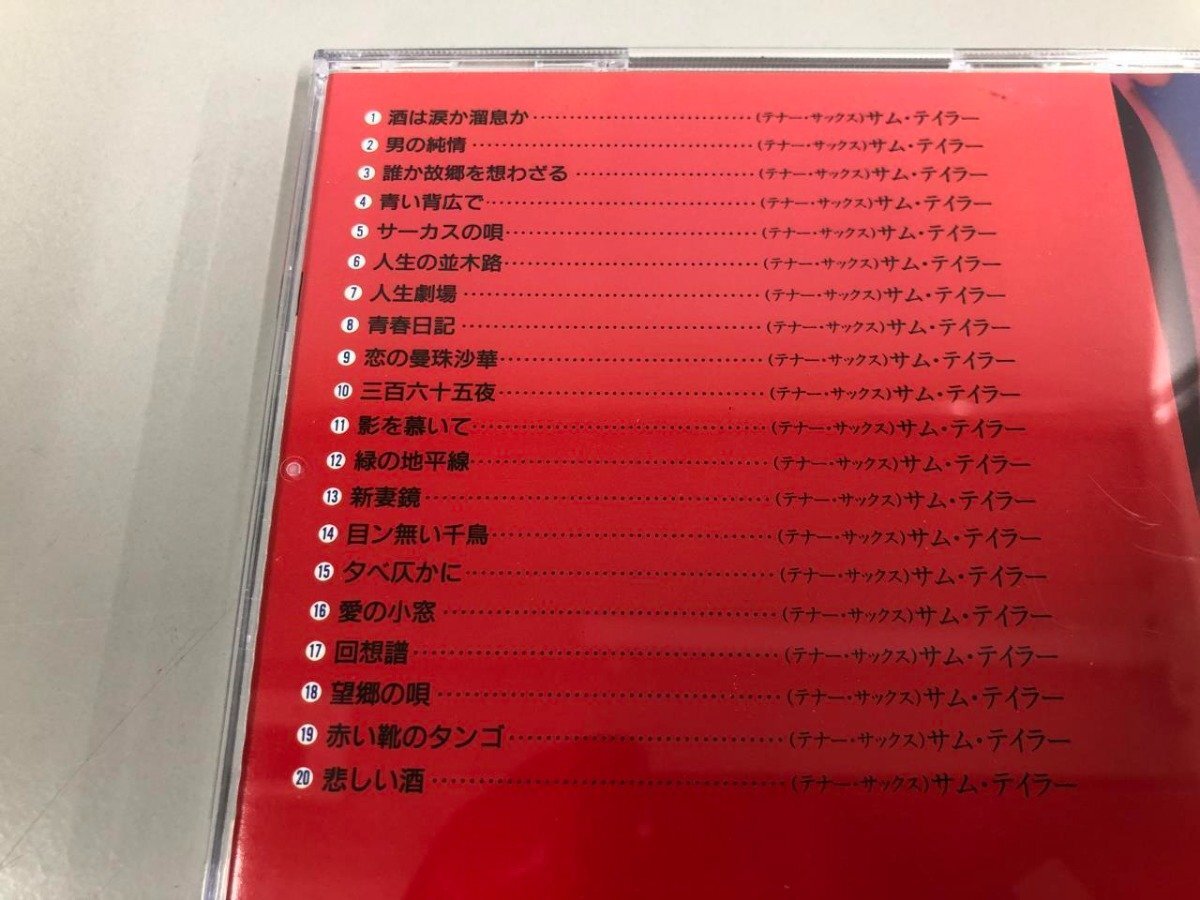 1 酒は涙か溜息か……………………………(テナー・サックス)サム・テイラー
2 男の純情……………………………(テナー・サックス)サム・テイラー
3 誰か故郷を想わざる……………………………(テナー・サックス)サム・テイラー
4 青い背広で……………………………(テナー・サックス)サム・テイラー
5 サーカスの唄……………………………(テナー・サックス)サム・テイラー
6 人生の並木路……………………………(テナー・サックス)サム・テイラー
7 人生劇場……………………………(テナー・サックス)サム・テイラー
8 青春日記……………………………(テナー・サックス)サム・テイラー
9 恋の曼珠沙華……………………………(テナー・サックス)サム・テイラー
10 三百六十五夜……………………………(テナー・サックス)サム・テイラー
11 影を慕いて……………………………(テナー・サックス)サム・テイラー
12 緑の地平線……………………………(テナー・サックス)サム・テイラー
13 新妻鏡……………………………(テナー・サックス)サム・テイラー
14 目ン無い千鳥……………………………(テナー・サックス)サム・テイラー
15 夕べ仄かに……………………………(テナー・サックス)サム・テイラー
16 愛の小窓……………………………(テナー・サックス)サム・テイラー
17 回想譜……………………………(テナー・サックス)サム・テイラー
18 望郷の唄……………………………(テナー・サックス)サム・テイラー
19 赤い靴のタンゴ……………………………(テナー・サックス)サム・テイラー
20 悲しい酒……………………………(テナー・サックス)サム・テイラー